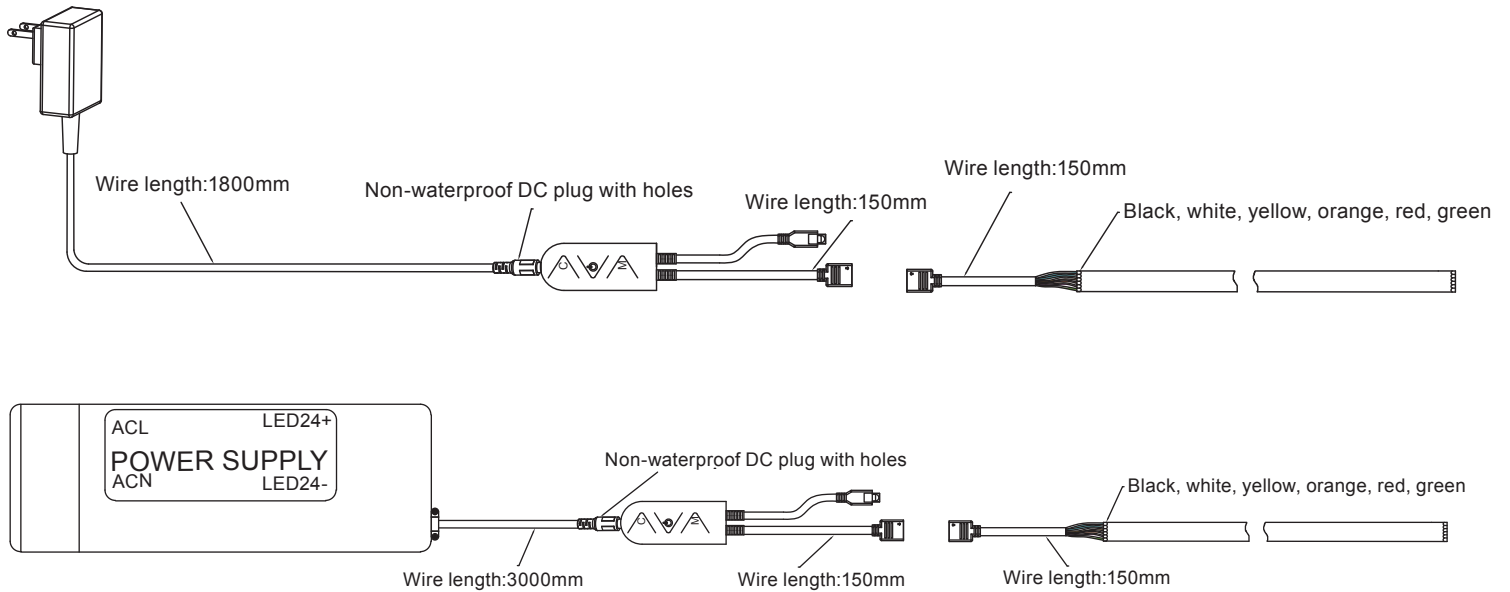 Wire length:150mm
Wire length:1800mm
Non-waterproof DC plug with holes
Wire length:150mm
Black, white, yellow, orange, red, green
C
M
ACL
LED24+
POWER SUPPLY
ACN
LED24-
Non-waterproof DC plug with holes
Black, white, yellow, orange, red, green
C
M
Wire length:3000mm
Wire length:150mm
Wire length:150mm